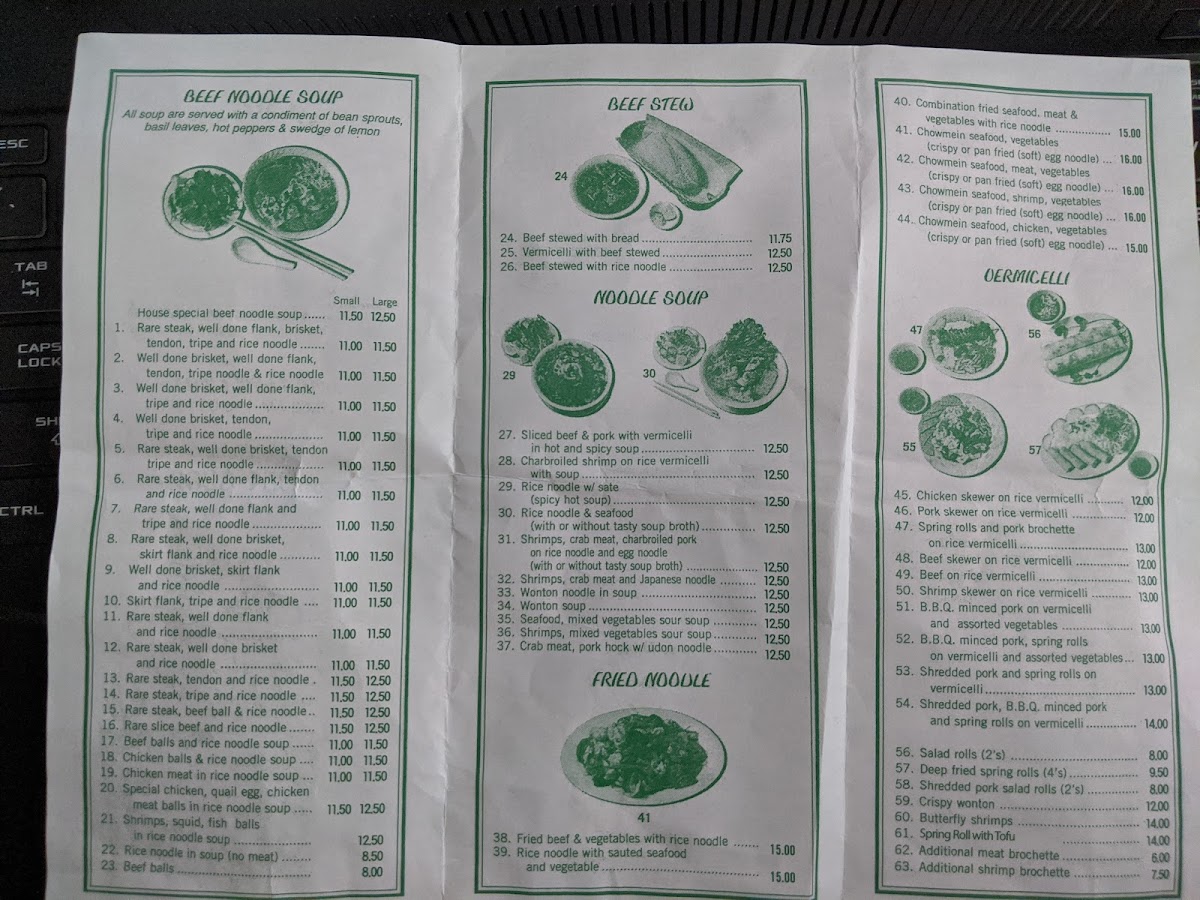 BEEF NOODLE SOUP
All soup are served with a condiment of bean sprouts,
basil leaves, hot peppers & swedge of lemon
Small Large
House special beef noodle soup...... 11.50 12.50
1. Rare steak, well done flank, brisket,
tendon, tripe and rice noodle ....... 11.00 11.50
2. Well done brisket, well done flank,
tendon, tripe noodle & rice noodle 11.00 11.50
3. Well done brisket, well done flank,
tripe and rice noodle .................. 11.00 11.50
4. Well done brisket, tendon,
tripe and rice noodle .................. 11.00 11.50
5. Rare steak, well done brisket, tendon
tripe and rice noodle .................. 11.00 11.50
6. Rare steak, well done flank, tendon
and rice noodle ........................ 11.00 11.50
7. Rare steak, well done flank and
tripe and rice noodle .................. 11.00 11.50
8. Rare steak, well done brisket,
skirt flank and rice noodle .......... 11.00 11.50
9. Well done brisket, skirt flank
and rice noodle ........................ 11.00 11.50
10. Skirt flank, tripe and rice noodle .... 11.00 11.50
11. Rare steak, well done flank
and rice noodle ........................ 11.00 11.50
12. Rare steak, well done brisket
and rice noodle ........................ 11.00 11.50
13. Rare steak, tendon and rice noodle . 11.50 12.50
14. Rare steak, tripe and rice noodle .... 11.50 12.50
15. Rare steak, beef ball & rice noodle.. 11.50 12.50
16. Rare slice beef and rice noodle....... 11.50 12.50
17. Beef balls and rice noodle soup ...... 11.00 11.50
18. Chicken balls & rice noodle soup .... 11.00 11.50
19. Chicken meat in rice noodle soup ... 11.00 11.50
20. Special chicken, quail egg, chicken
meat balls in rice noodle soup ..... 11.50 12.50
21. Shrimps, squid, fish balls
in rice noodle soup .................... 12.50
22. Rice noodle in soup (no meat) ........ 8.50
23. Beef balls ................................. 8.00
BEEF STEW
24
24. Beef stewed with bread ............................ 11.75
25. Vermicelli with beef stewed....................... 12.50
26. Beef stewed with rice noodle ..................... 12.50
NOODLE SOUP
29
30
27. Sliced beef & pork with vermicelli
in hot and spicy soup............................. 12.50
28. Charbroiled shrimp on rice vermicelli
with soup............................................ 12.50
29. Rice noodle w/ sate
(spicy hot soup).................................... 12.50
30. Rice noodle & seafood
(with or without tasty soup broth)............. 12.50
31. Shrimps, crab meat, charbroiled pork
on rice noodle and egg noodle
(with or without tasty soup broth) ............. 12.50
32. Shrimps, crab meat and Japanese noodle ....... 12.50
33. Wonton noodle in soup ............................ 12.50
34. Wonton soup ....................................... 12.50
35. Seafood, mixed vegetables sour soup ........... 12.50
36. Shrimps, mixed vegetables sour soup ........... 12.50
37. Crab meat, pork hock w/ udon noodle........... 12.50
FRIED NOODLE
41
38. Fried beef & vegetables with rice noodle ....... 15.00
39. Rice noodle with sauted seafood
and vegetable ....................................... 15.00
40. Combination fried seafood, meat &
vegetables with rice noodle ..................... 15.00
41. Chowmein seafood, vegetables
(crispy or pan fried (soft) egg noodle) ... 16.00
42. Chowmein seafood, meat, vegetables
(crispy or pan fried (soft) egg noodle) ... 16.00
43. Chowmein seafood, shrimp, vegetables
(crispy or pan fried (soft) egg noodle) ... 16.00
44. Chowmein seafood, chicken, vegetables
(crispy or pan fried (soft) egg noodle) ... 15.00
VERMICELLI
47
56
55
57
45. Chicken skewer on rice vermicelli ........... 12.00
46. Pork skewer on rice vermicelli ............... 12.00
47. Spring rolls and pork brochette
on rice vermicelli............................. 13.00
48. Beef skewer on rice vermicelli ............... 12.00
49. Beef on rice vermicelli ........................ 13.00
50. Shrimp skewer on rice vermicelli ........... 13.00
51. B.B.Q. minced pork on vermicelli
and assorted vegetables .................... 13.00
52. B.B.Q. minced pork, spring rolls
on vermicelli and assorted vegetables... 13.00
53. Shredded pork and spring rolls on
vermicelli....................................... 13.00
54. Shredded pork, B.B.Q. minced pork
and spring rolls on vermicelli .............. 14.00
56. Salad rolls (2's) ................................. 8.00
57. Deep fried spring rolls (4's).................... 9.50
58. Shredded pork salad rolls (2's)............... 8.00
59. Crispy wonton .................................. 12.00
60. Butterfly shrimps ............................... 14.00
61. Spring Roll with Tofu 14.00
62. Additional meat brochette .................... 6.00
63. Additional shrimp brochette .................. 7.50
ESC
TAB
CAPS
LOCK
SH
CTRL